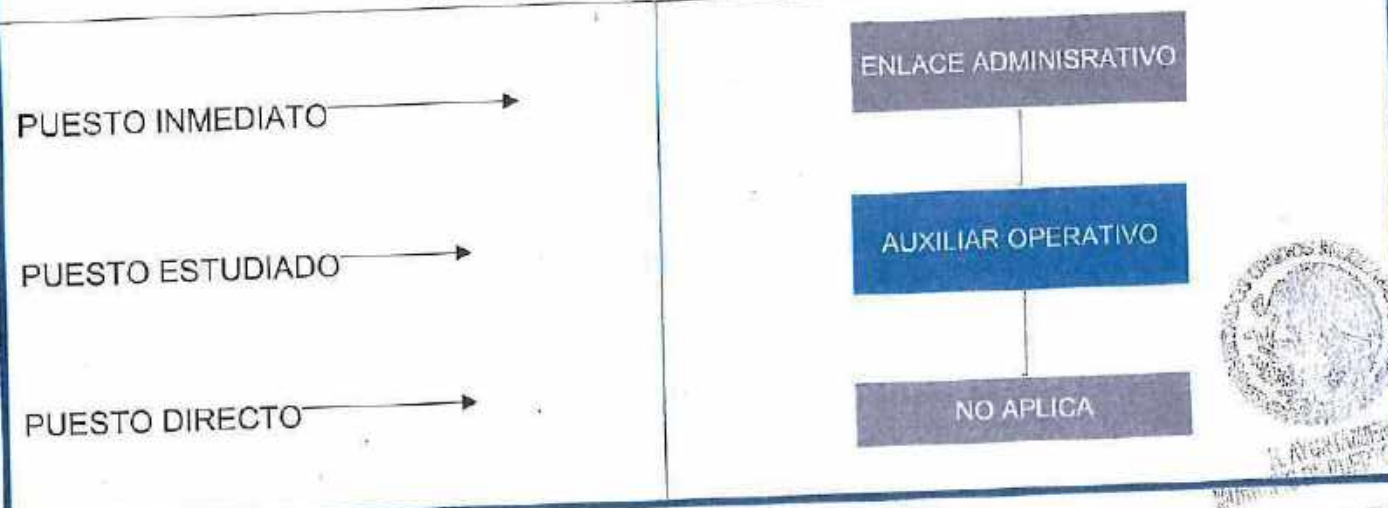 ENLACE ADMINISRATIVO
PUESTO INMEDIATO
AUXILIAR OPERATIVO
PUESTO ESTUDIADO
NO APLICA
PUESTO DIRECTO